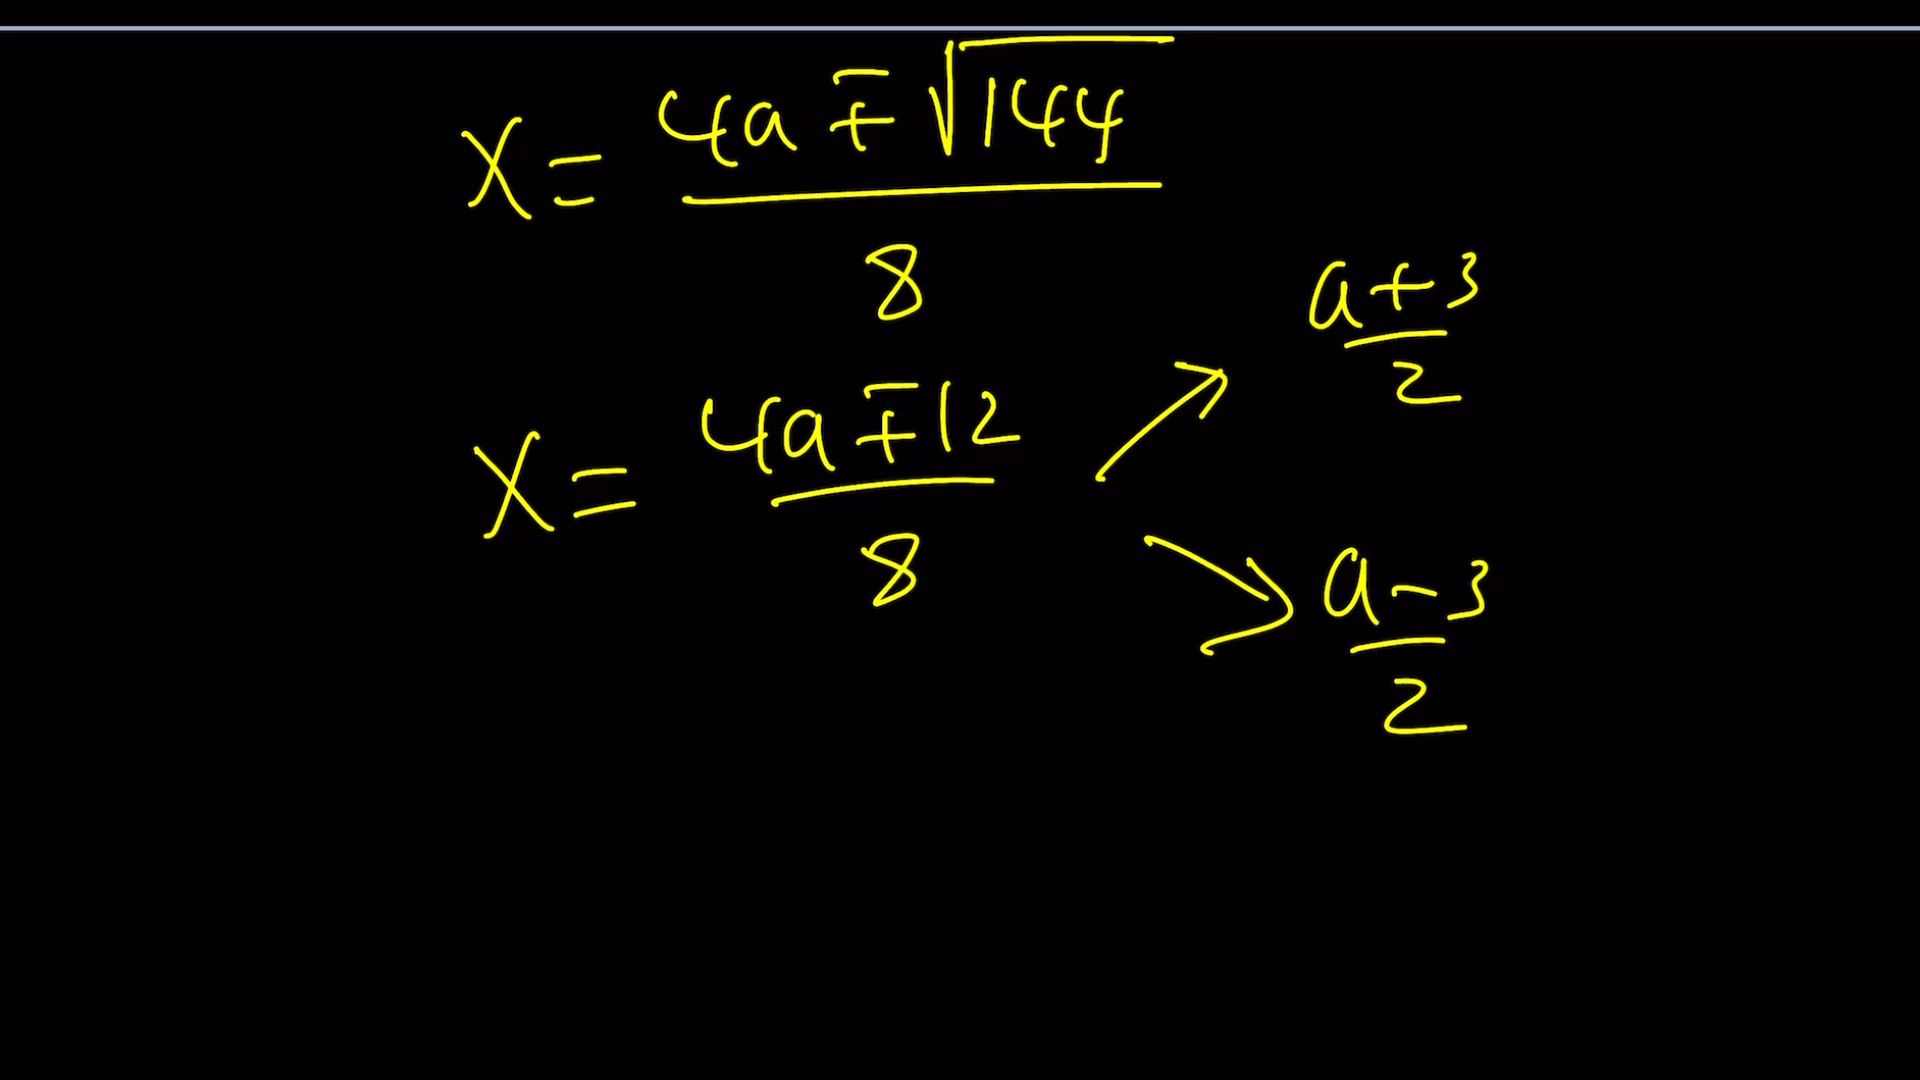 X = (4a ∓ √144) / 8
X = (4a ∓ 12) / 8
(a + 3) / 2
(a - 3) / 2